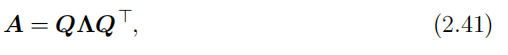 A = QΛQ⊤, (2.41)